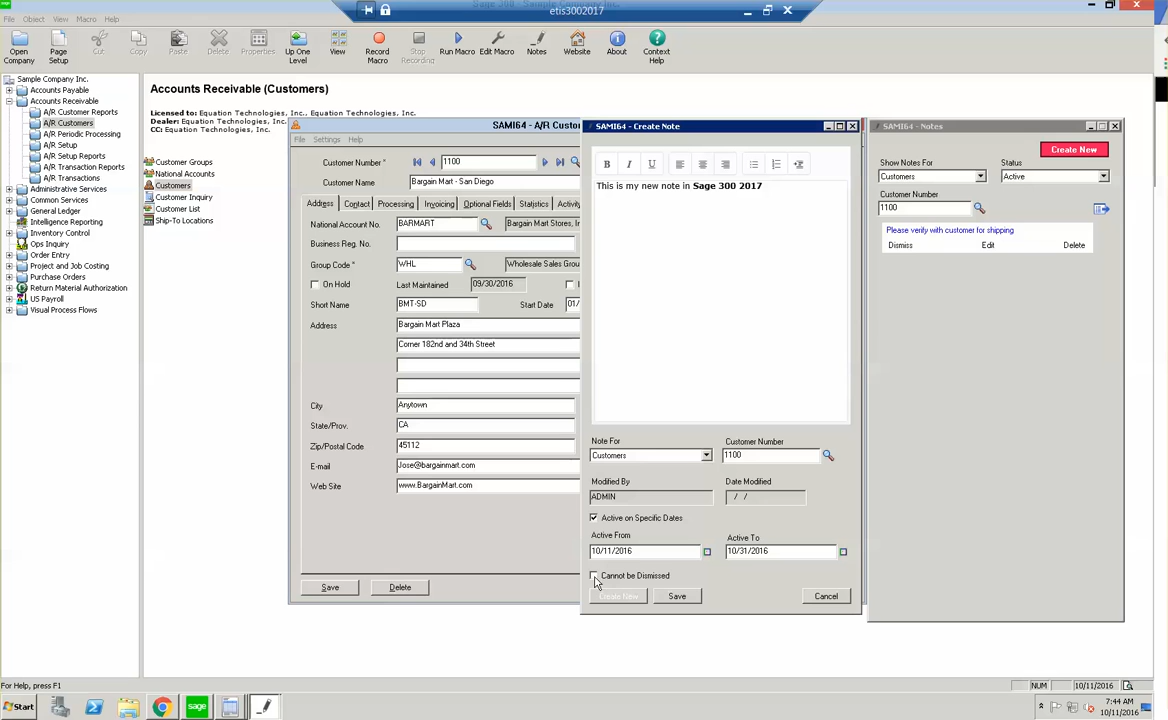 Sage 300 - Sample Company Inc.
etis3002017
File Object View Macro Help
Open Company
Page Setup
Cut
Copy
Paste
Delete
Properties
Up One Level
View
Record Macro
Stop Recording
Run Macro
Edit Macro
Notes
Website
About
Context Help
Sample Company Inc.
Accounts Payable
Accounts Receivable
A/R Customer Reports
A/R Customers
A/R Periodic Processing
A/R Setup
A/R Setup Reports
A/R Transaction Reports
A/R Transactions
Administrative Services
Common Services
General Ledger
Intelligence Reporting
Inventory Control
Ops Inquiry
Order Entry
Project and Job Costing
Purchase Orders
Return Material Authorization
US Payroll
Visual Process Flows
Accounts Receivable (Customers)
Licensed to: Equation Technologies, Inc.
Dealer: Equation Technologies, Inc.
CC: Equation Technologies, Inc.
Customer Groups
National Accounts
Customers
Customer Inquiry
Customer List
Ship-To Locations
SAMI64 - A/R Custo
File Settings Help
Customer Number * 1100
Customer Name Bargain Mart - San Diego
Address Contact Processing Invoicing Optional Fields Statistics Activity
National Account No. BARMART Bargain Mart Stores, In
Business Reg. No.
Group Code * WHL Wholesale Sales Grou
On Hold Last Maintained 09/30/2016
Short Name BMT-SD Start Date 01/
Address Bargain Mart Plaza
Corner 182nd and 34th Street
City Anytown
State/Prov. CA
Zip/Postal Code 45112
E-mail Jose@bargainmart.com
Web Site www.BargainMart.com
Save Delete
SAMI64 - Create Note
B I U
This is my new note in Sage 300 2017
Note For Customer Number
Customers 1100
Modified By Date Modified
ADMIN / /
Active on Specific Dates
Active From Active To
10/11/2016 10/31/2016
Cannot be Dismissed
Create New Save Cancel
SAMI64 - Notes
Create New
Show Notes For Status
Customers Active
Customer Number
1100
Please verify with customer for shipping
Dismiss Edit Delete
For Help, press F1
NUM 10/11/2016
Start
sage
7:44 AM
10/11/2016